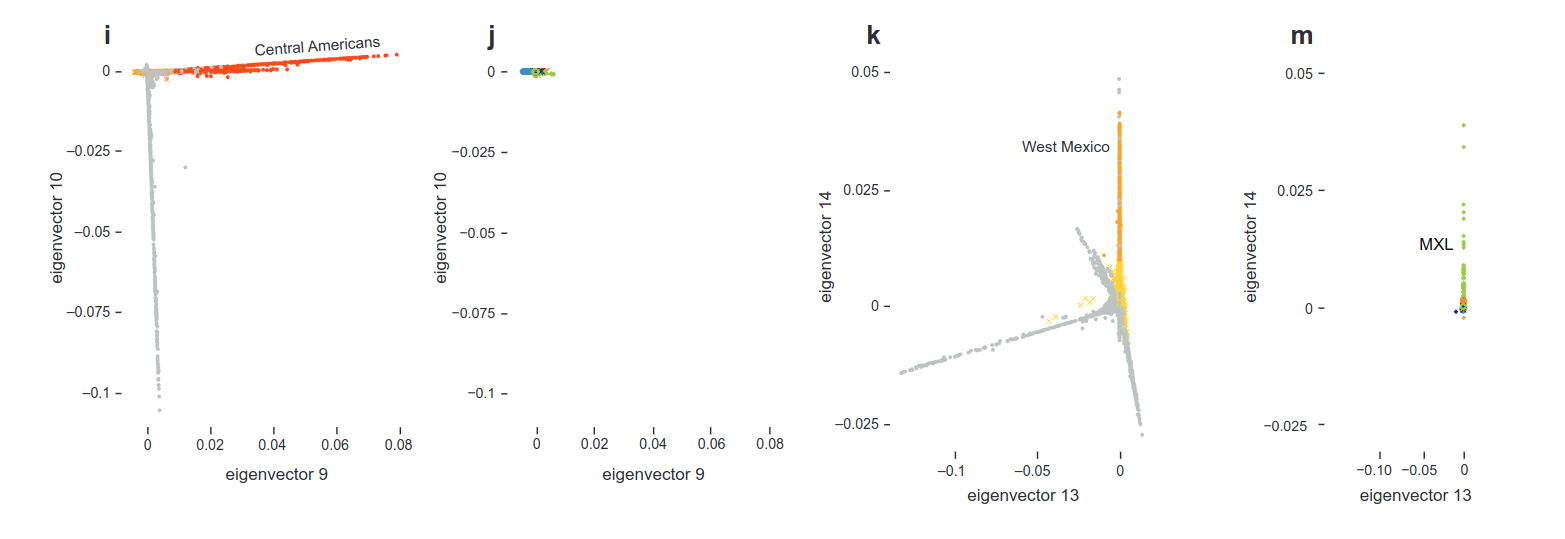 i
Central Americans
0
−0.025
−0.05
−0.075
−0.1
eigenvector 10
0 0.02 0.04 0.06 0.08
eigenvector 9
j
0
−0.025
−0.05
−0.075
−0.1
eigenvector 10
0 0.02 0.04 0.06 0.08
eigenvector 9
k
0.05
West Mexico
0.025
0
−0.025
eigenvector 14
−0.1 −0.05 0
eigenvector 13
m
0.05
0.025
MXL
0
−0.025
eigenvector 14
−0.10 −0.05 0
eigenvector 13